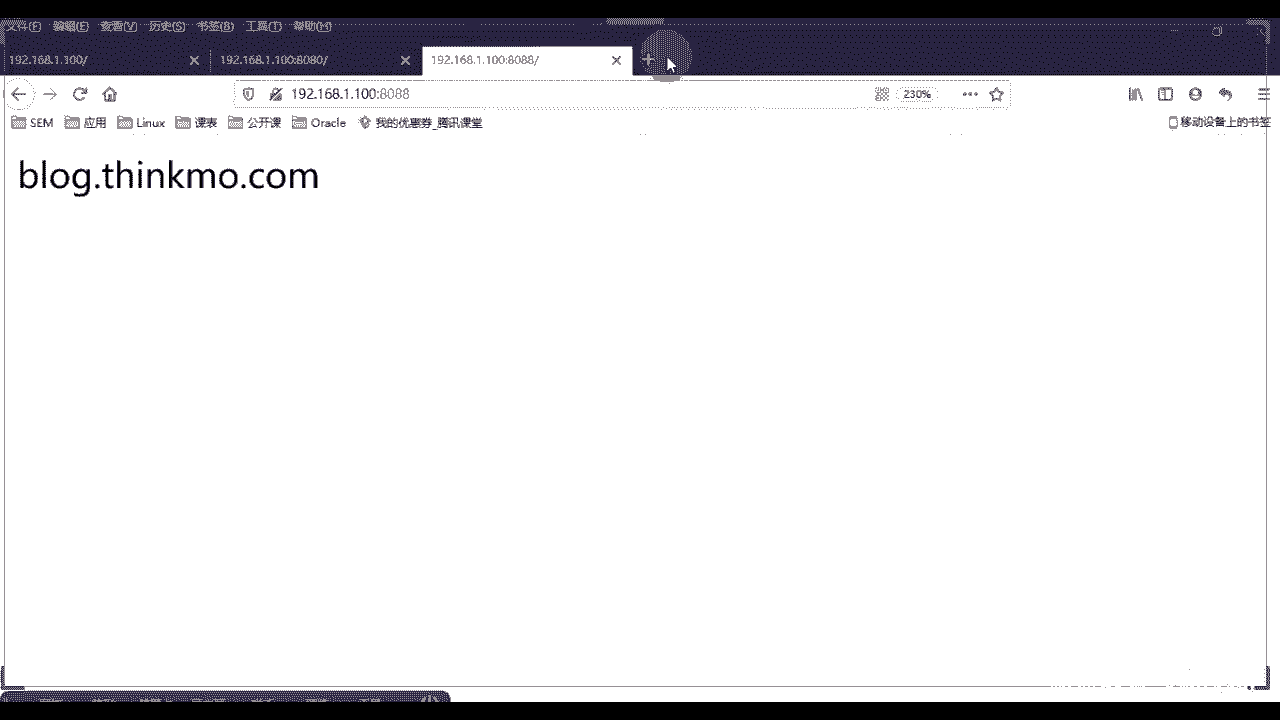 文件(F) 编辑(E) 查看(V) 历史(S) 书签(B) 工具(T) 帮助(H)
192.168.1.100/ 192.168.1.100:8080/ 192.168.1.100:8088/
192.168.1.100:8088 230%
SEM 应用 Linux 课表 公开课 Oracle 我的优惠券_腾讯课堂 移动设备上的书签
blog.thinkmo.com